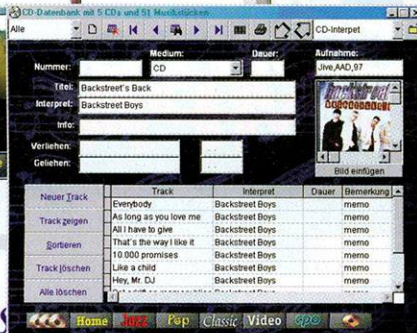 CD-Datenbank mit 5 CDs und 51 Musikstücken
Alle
CD-Interpet
Medium:
Dauer:
Aufnahme:
Nummer:
CD
Jive,AAD,97
Titel:
Backstreet's Back
Interpret:
Backstreet Boys
Info:
Verliehen:
Geliehen:
Bild einfügen
Neuer Track
Track zeigen
Sortieren
Track löschen
Alle löschen
Track Interpret Dauer Bemerkung
Everybody Backstreet Boys memo
As long as you love me Backstreet Boys memo
All i have to give Backstreet Boys memo
That's the way I like it Backstreet Boys memo
10.000 promises Backstreet Boys memo
Like a child Backstreet Boys memo
Hey, Mr. DJ Backstreet Boys memo
Backstreet Boys memo
Home Jazz Pop Classic Video